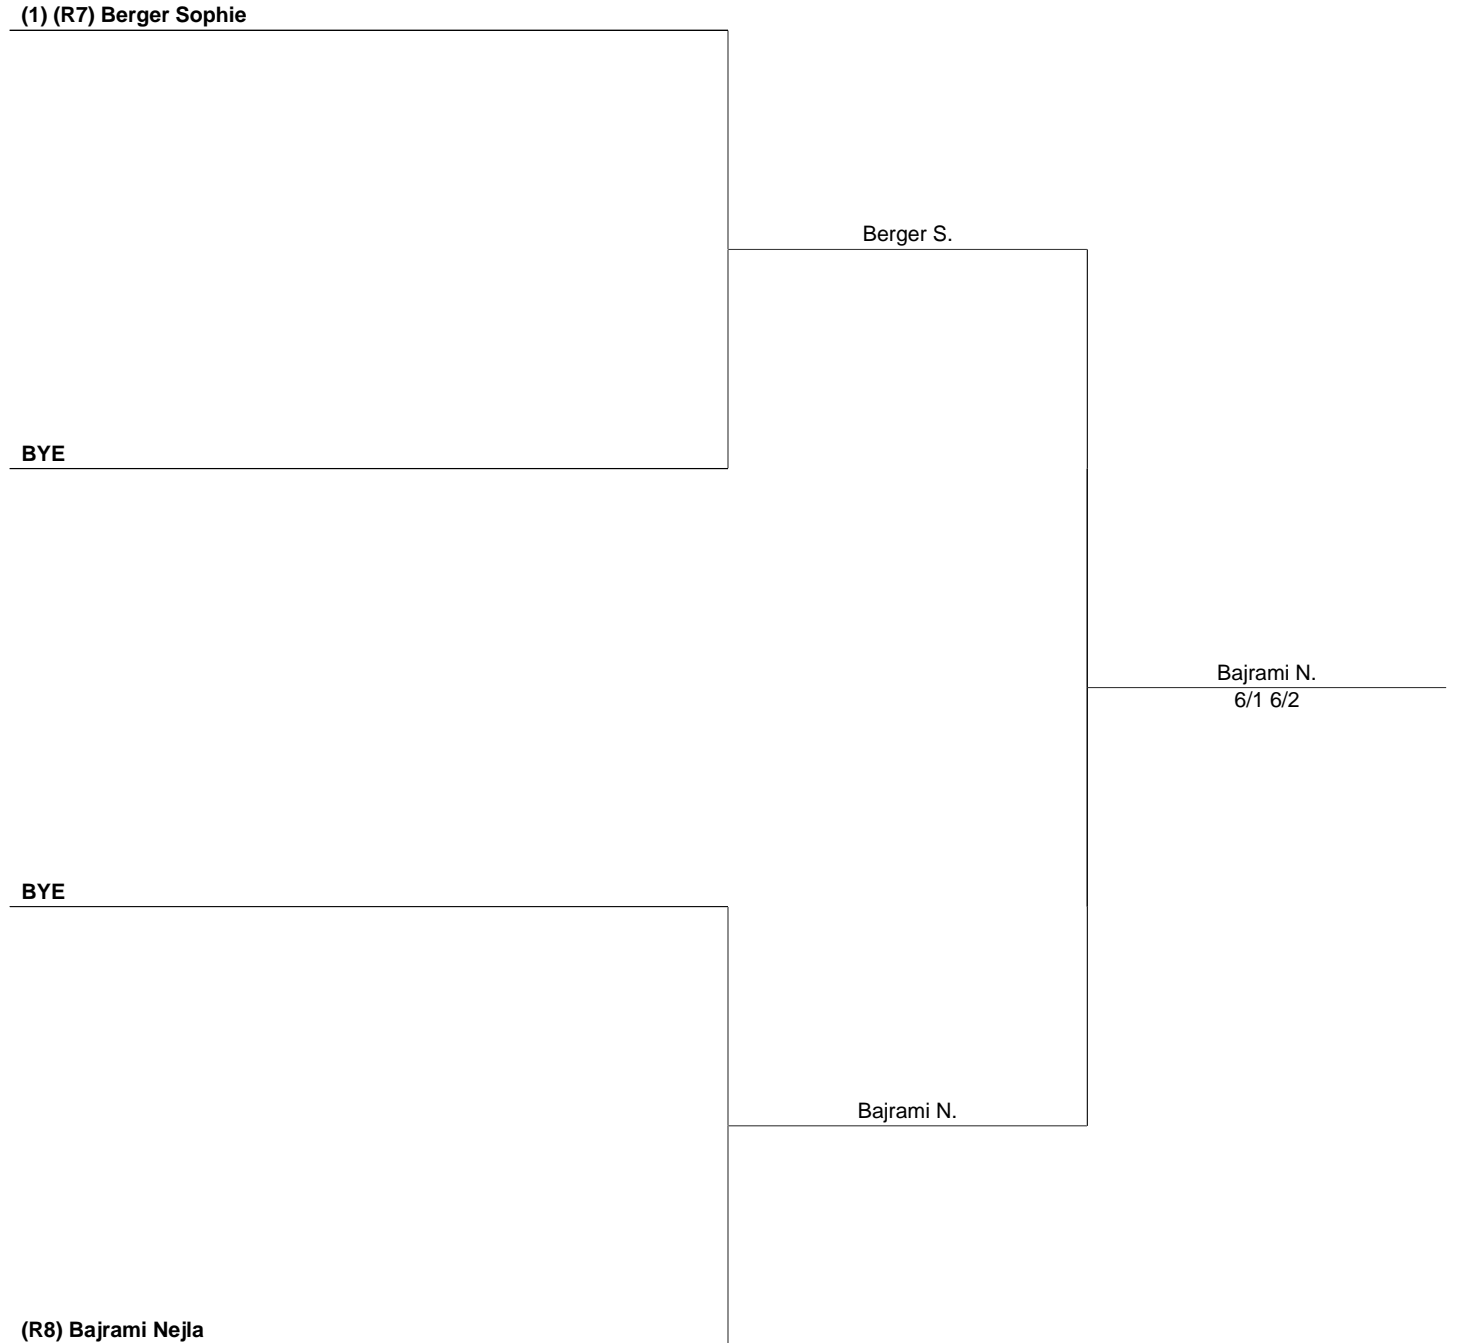 (1) (R7) Berger Sophie
Berger S.
BYE
Bajrami N.
6/1 6/2
BYE
Bajrami N.
(R8) Bajrami Nejla